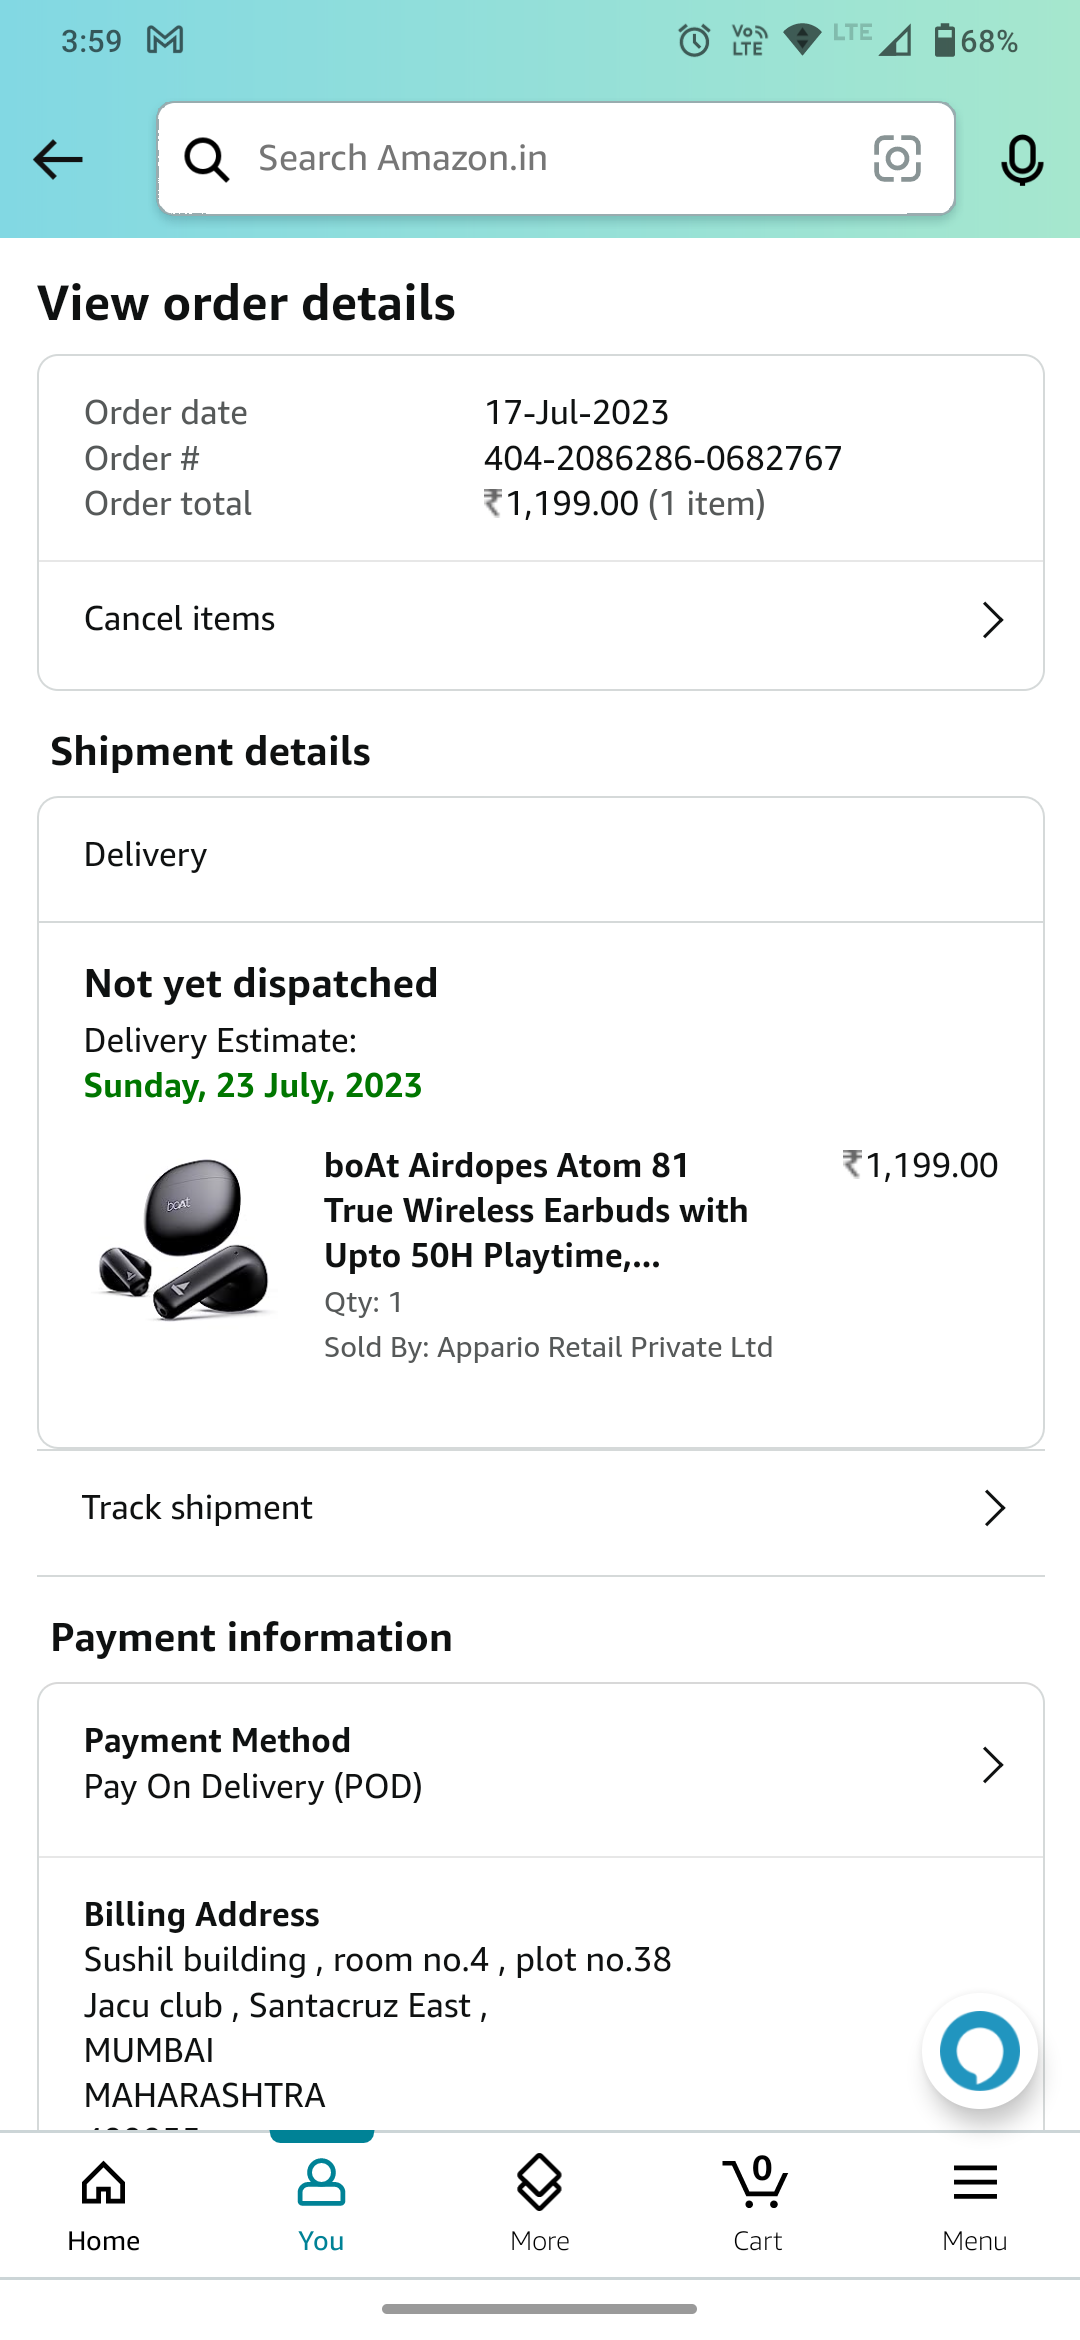 3:59
Vo)) LTE
LTE
68%
Search Amazon.in
View order details
Order date 17-Jul-2023
Order # 404-2086286-0682767
Order total ₹1,199.00 (1 item)
Cancel items
Shipment details
Delivery
Not yet dispatched
Delivery Estimate:
Sunday, 23 July, 2023
boAt
boAt Airdopes Atom 81 ₹1,199.00
True Wireless Earbuds with
Upto 50H Playtime,...
Qty: 1
Sold By: Appario Retail Private Ltd
Track shipment
Payment information
Payment Method
Pay On Delivery (POD)
Billing Address
Sushil building , room no.4 , plot no.38
Jacu club , Santacruz East ,
MUMBAI
MAHARASHTRA
0
Home You More Cart Menu